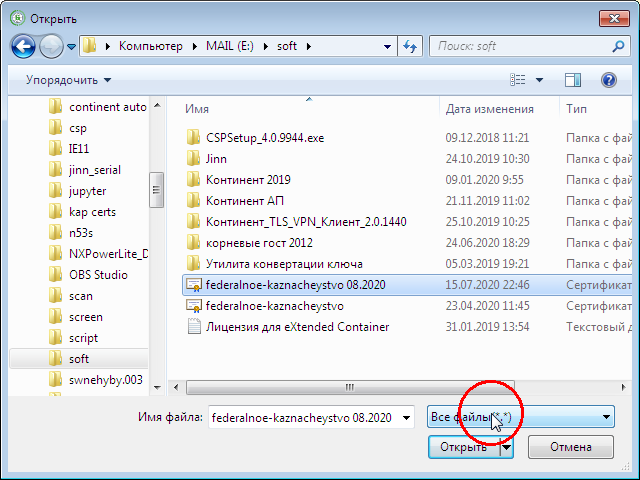 Открыть
Компьютер MAIL (E:) soft
Поиск: soft
Упорядочить
continent auto
csp
IE11
jinn_serial
jupyter
kap certs
n53s
NXPowerLite_D
OBS Studio
scan
screen
script
soft
swnehyby.003
Имя Дата изменения Тип
CSPSetup_4.0.9944.exe 09.12.2018 11:21 Папка с фай
Jinn 24.10.2019 10:30 Папка с фай
Континент 2019 09.01.2020 9:55 Папка с фай
Континент АП 21.11.2019 11:02 Папка с фай
Континент_TLS_VPN_Клиент_2.0.1440 25.10.2019 10:25 Папка с фай
корневые гост 2012 24.06.2020 18:29 Папка с фай
Утилита конвертации ключа 05.03.2019 19:21 Папка с фай
federalnoe-kaznacheystvo 08.2020 15.07.2020 22:46 Сертификат
federalnoe-kaznacheystvo 23.04.2020 11:45 Сертификат
Лицензия для eXtended Container 31.01.2019 13:54 Текстовый д
Имя файла: federalnoe-kaznacheystvo 08.2020 Все файлы(*.*)
Открыть Отмена